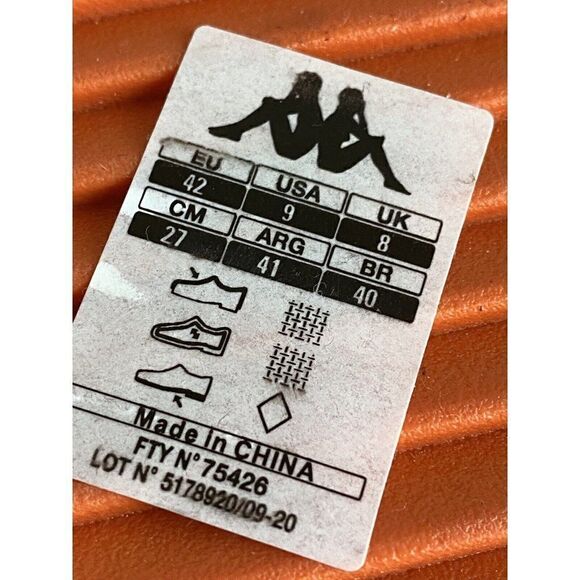 EU USA UK
42 9 8
CM ARG BR
27 41 40
Made in CHINA
FTY N° 75426
LOT N° 5178920/09-20